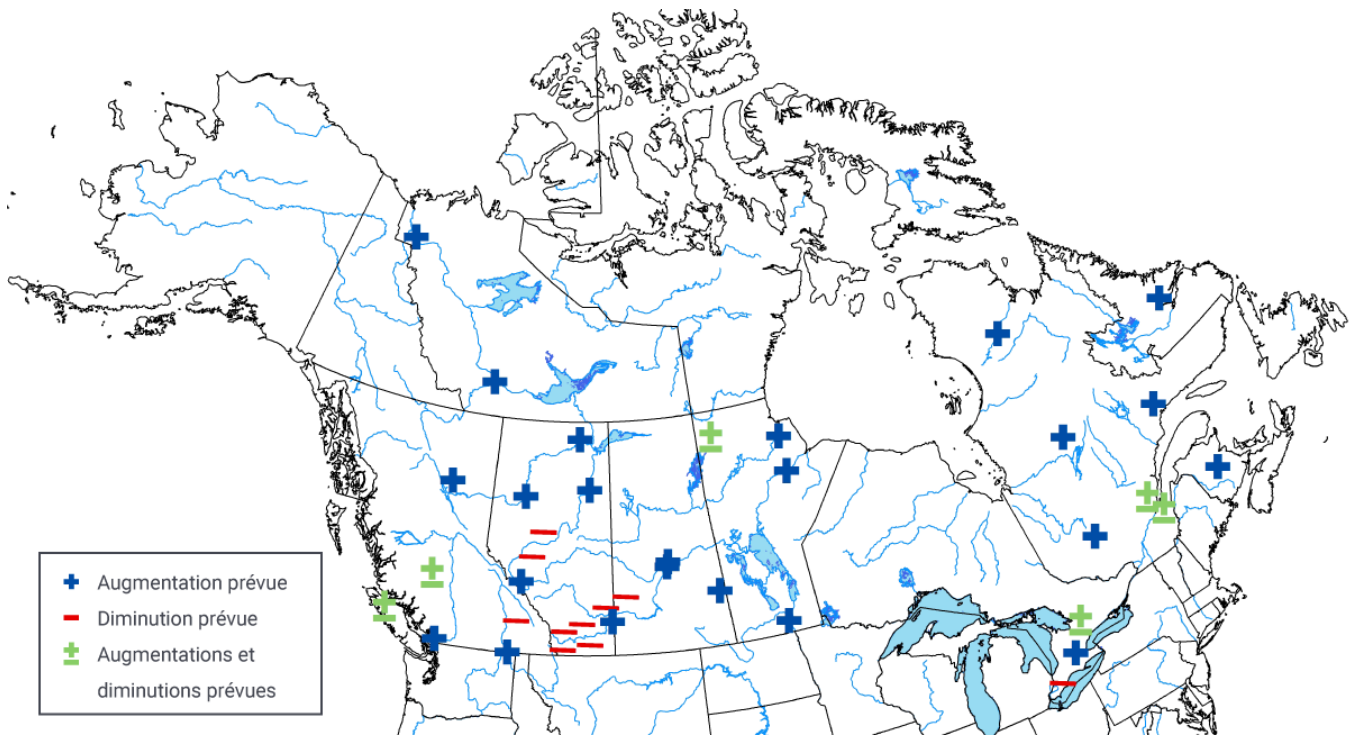 Augmentation prévue
Diminution prévue
Augmentations et
diminutions prévues